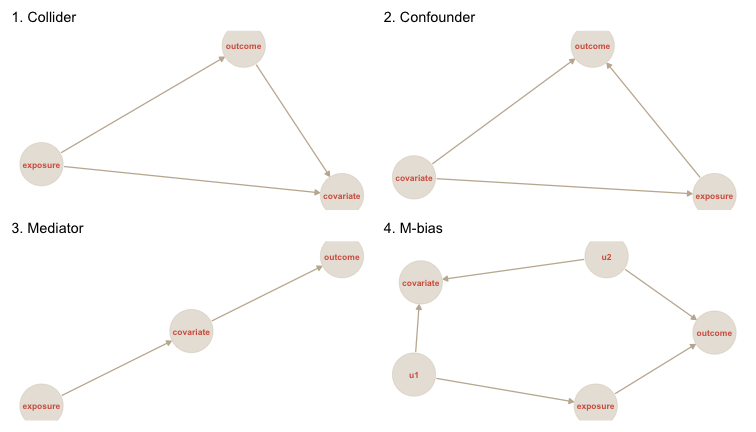 1. Collider
outcome
exposure
covariate
2. Confounder
outcome
covariate
exposure
3. Mediator
outcome
covariate
exposure
4. M-bias
u2
covariate
outcome
u1
exposure